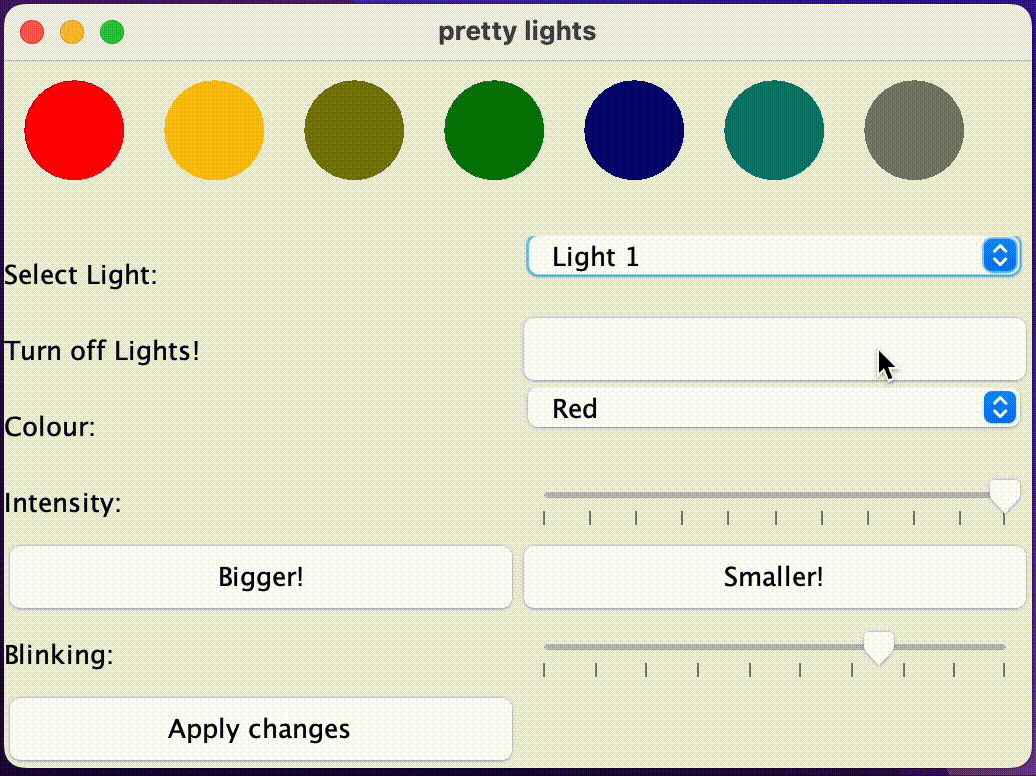 pretty lights
Select Light:
Light 1
Turn off Lights!
Colour:
Red
Intensity:
Bigger!
Smaller!
Blinking:
Apply changes